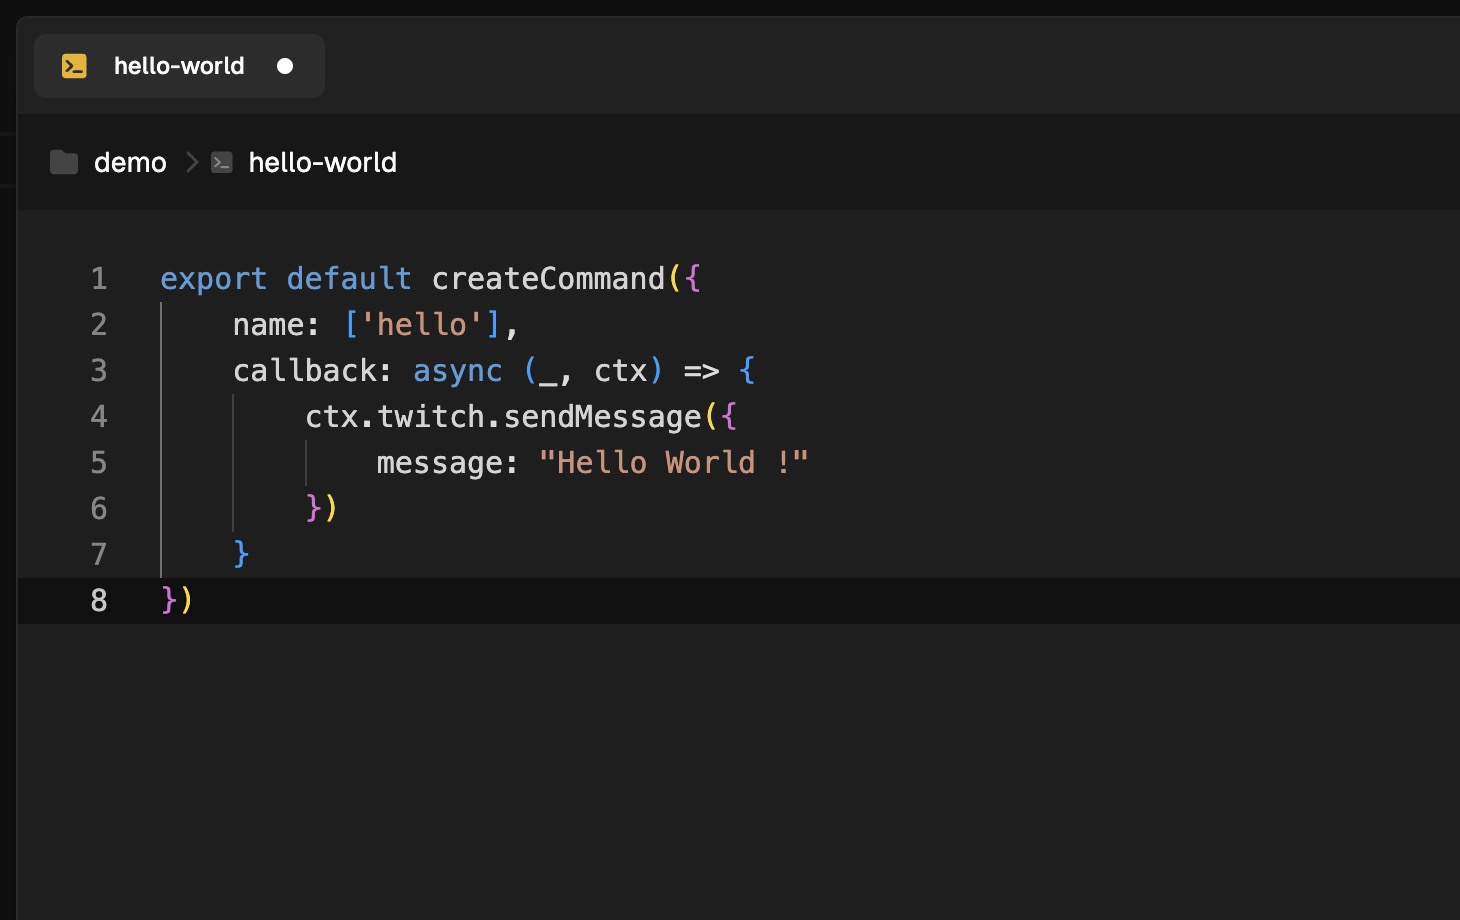 hello-world
demo > hello-world
1 export default createCommand({
2     name: ['hello'],
3     callback: async (_, ctx) => {
4         ctx.twitch.sendMessage({
5             message: "Hello World !"
6         })
7     }
8 })